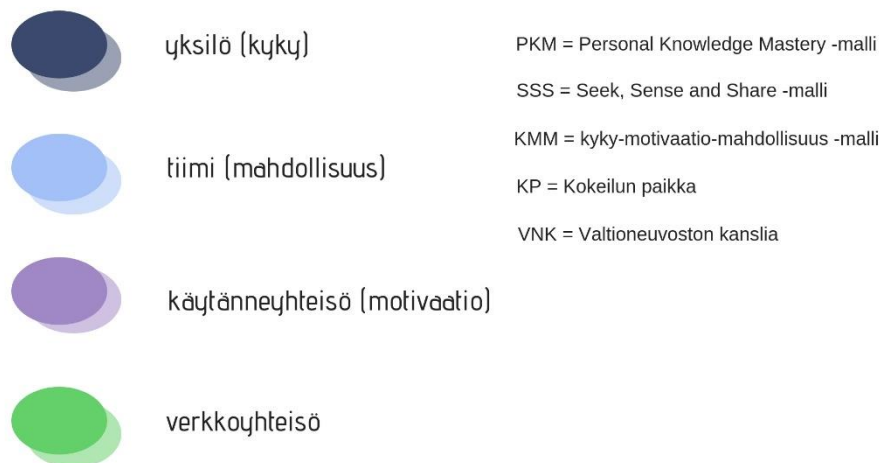 yksilö (kyky)
tiimi (mahdollisuus)
käytänneyhteisö (motivaatio)
verkkoyhteisö
PKM = Personal Knowledge Mastery -malli
SSS = Seek, Sense and Share -malli
KMM = kyky-motivaatio-mahdollisuus -malli
KP = Kokeilun paikka
VNK = Valtioneuvoston kanslia